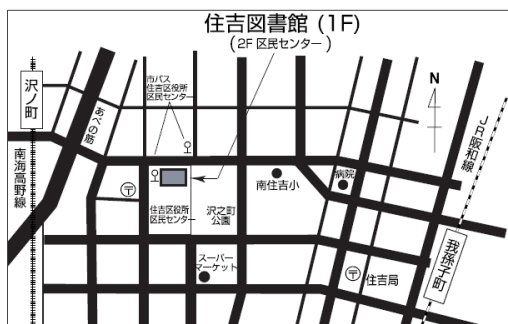 住吉図書館 (1F)
(2F 区民センター)
沢ノ町
南海高野線
あべの筋
市バス
住吉区役所
区民センター
N
JR阪和線
〒
住吉区役所
区民センター
沢之町
公園
南住吉小
病院
スーパー
マーケット
〒
住吉局
我孫子町